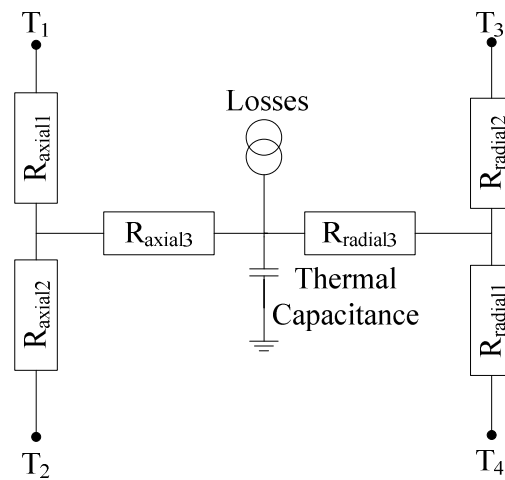 T1
T3
Losses
Raxial1
Rradial2
Raxial3
Rradial3
Thermal
Capacitance
Raxial2
Rradial1
T2
T4